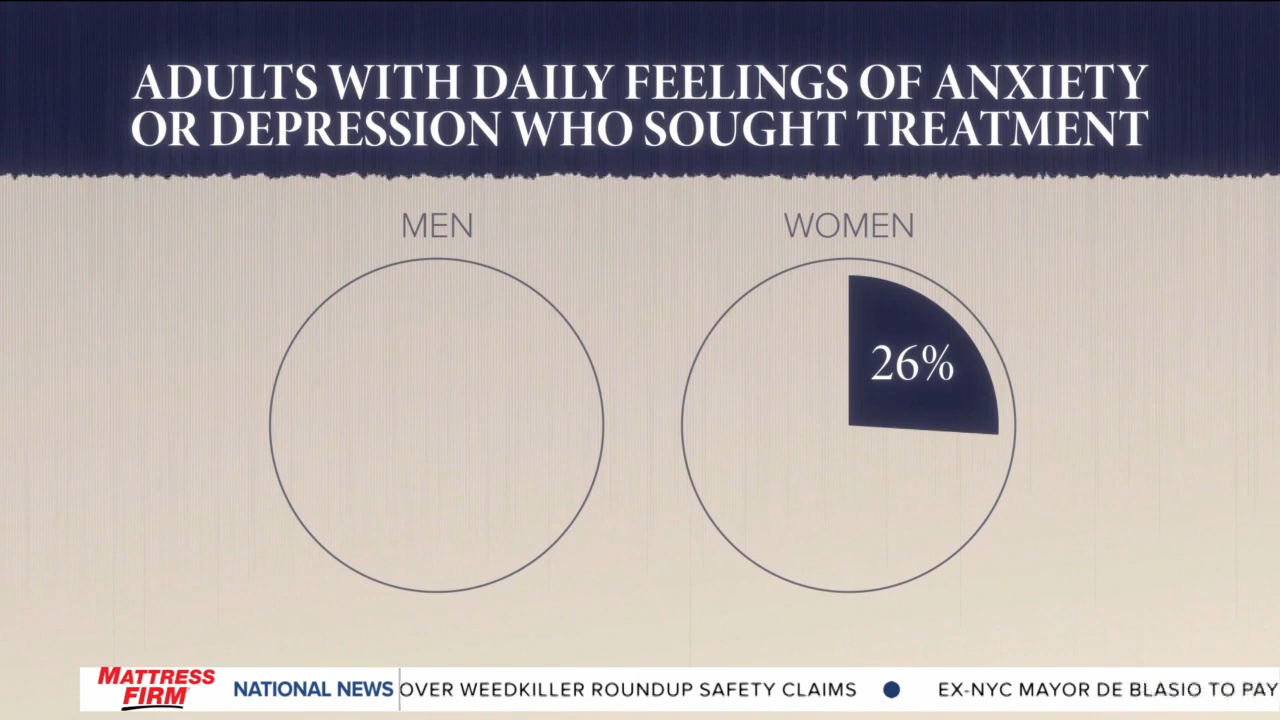 ADULTS WITH DAILY FEELINGS OF ANXIETY
OR DEPRESSION WHO SOUGHT TREATMENT
MEN
WOMEN
26%
MATTRESS
FIRM
NATIONAL NEWS
OVER WEEDKILLER ROUNDUP SAFETY CLAIMS ● EX-NYC MAYOR DE BLASIO TO PAY